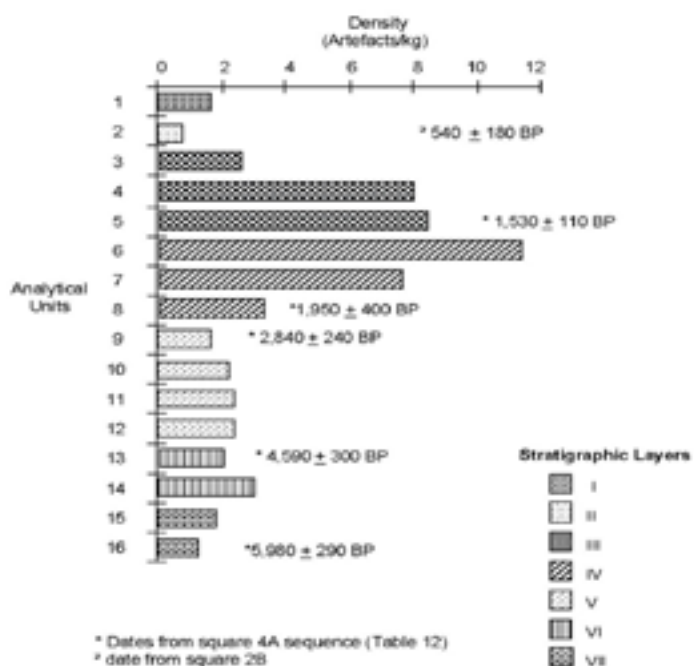 Density
(Artefacts/kg)
0 2 4 6 8 10 12
1
2 ² 540 ± 180 BP
3
4
5 * 1,530 ± 110 BP
6
7
Analytical
Units
8 *1,950 ± 400 BP
9 * 2,840 ± 240 BP
10
11
12
13 * 4,590 ± 300 BP
14
15
16 *5,980 ± 290 BP
Stratigraphic Layers
I
II
III
IV
V
VI
VII
* Dates from square 4A sequence (Table 12)
² date from square 2B